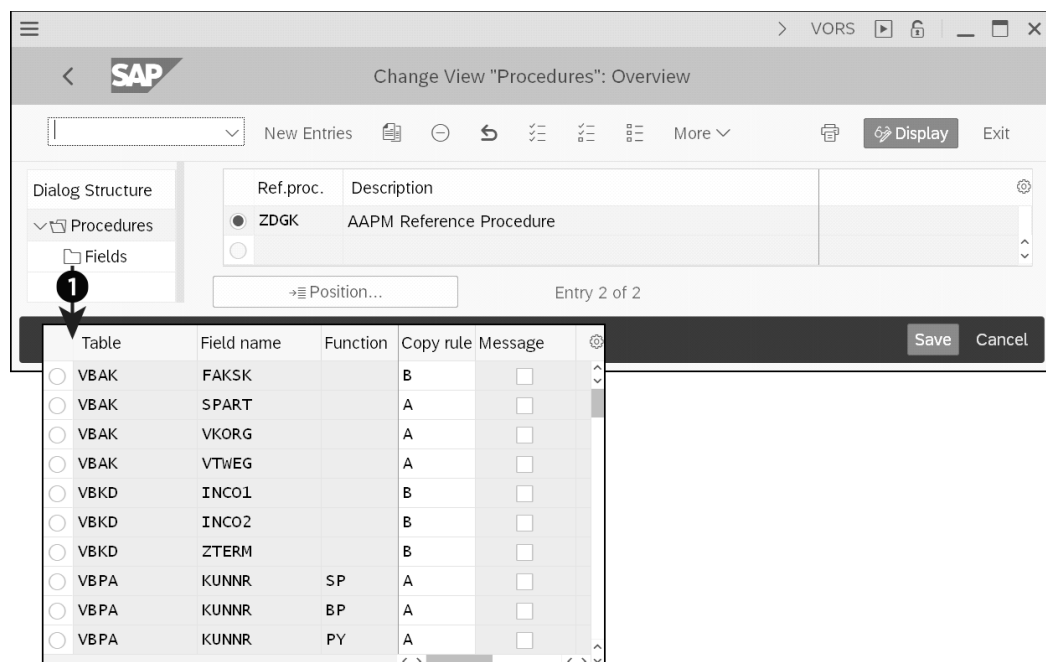 VORS
SAP Change View "Procedures": Overview
New Entries More Display Exit
Dialog Structure Ref.proc. Description
Procedures ZDGK AAPM Reference Procedure
Fields
1 Position... Entry 2 of 2
Save Cancel
Table Field name Function Copy rule Message
VBAK FAKSK B
VBAK SPART A
VBAK VKORG A
VBAK VTWEG A
VBKD INCO1 B
VBKD INCO2 B
VBKD ZTERM B
VBPA KUNNR SP A
VBPA KUNNR BP A
VBPA KUNNR PY A